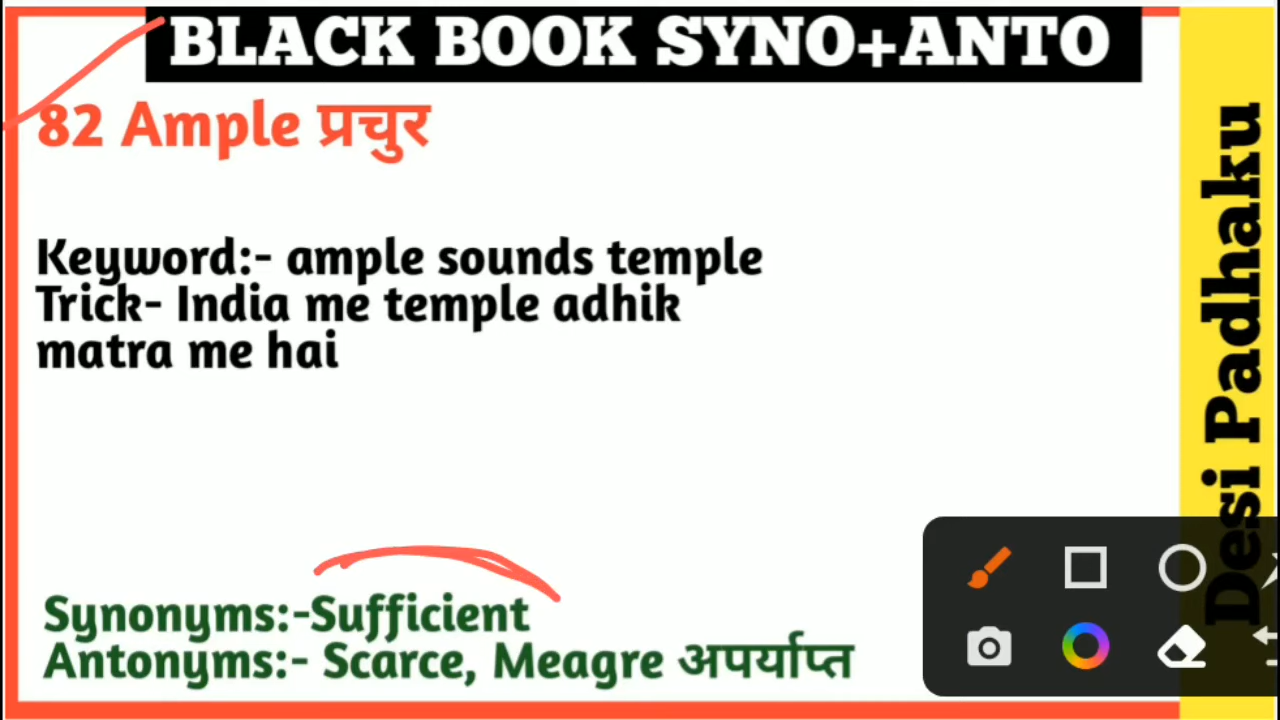 BLACK BOOK SYNO+ANTO
82 Ample प्रचुर
Keyword:- ample sounds temple
Trick- India me temple adhik
matra me hai
Synonyms:-Sufficient
Antonyms:- Scarce, Meagre अपर्याप्त
Desi Padhaku